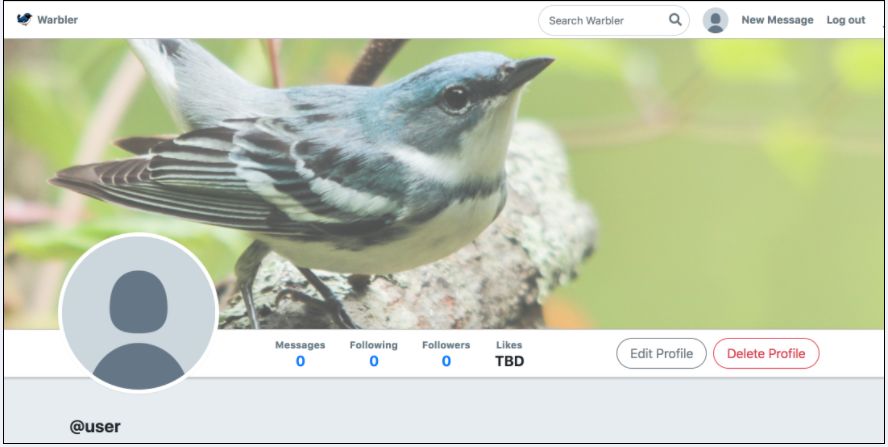 Warbler
Search Warbler
New Message
Log out
Messages
0
Following
0
Followers
0
Likes
TBD
Edit Profile
Delete Profile
@user